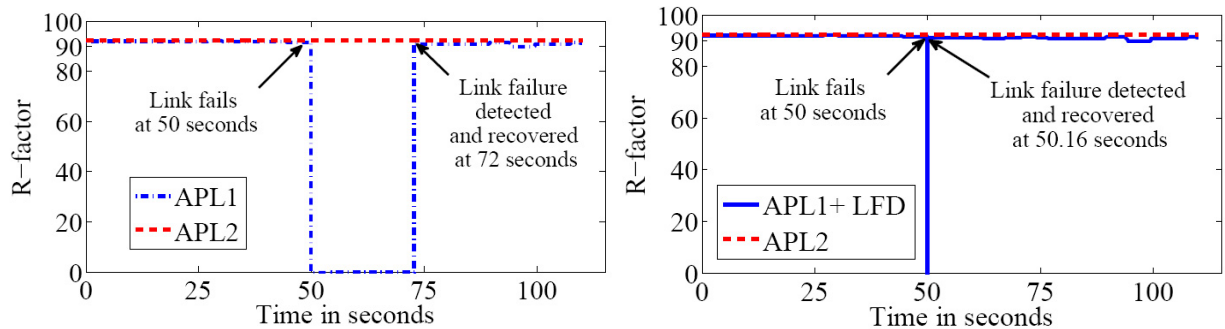 100
90
80
60
40
20
0
R-factor
Link fails
at 50 seconds
Link failure
detected
and recovered
at 72 seconds
APL1
APL2
0
25
50
75
100
Time in seconds
100
90
80
60
40
20
0
R-factor
Link fails
at 50 seconds
Link failure detected
and recovered
at 50.16 seconds
APL1+ LFD
APL2
0
25
50
75
100
Time in seconds